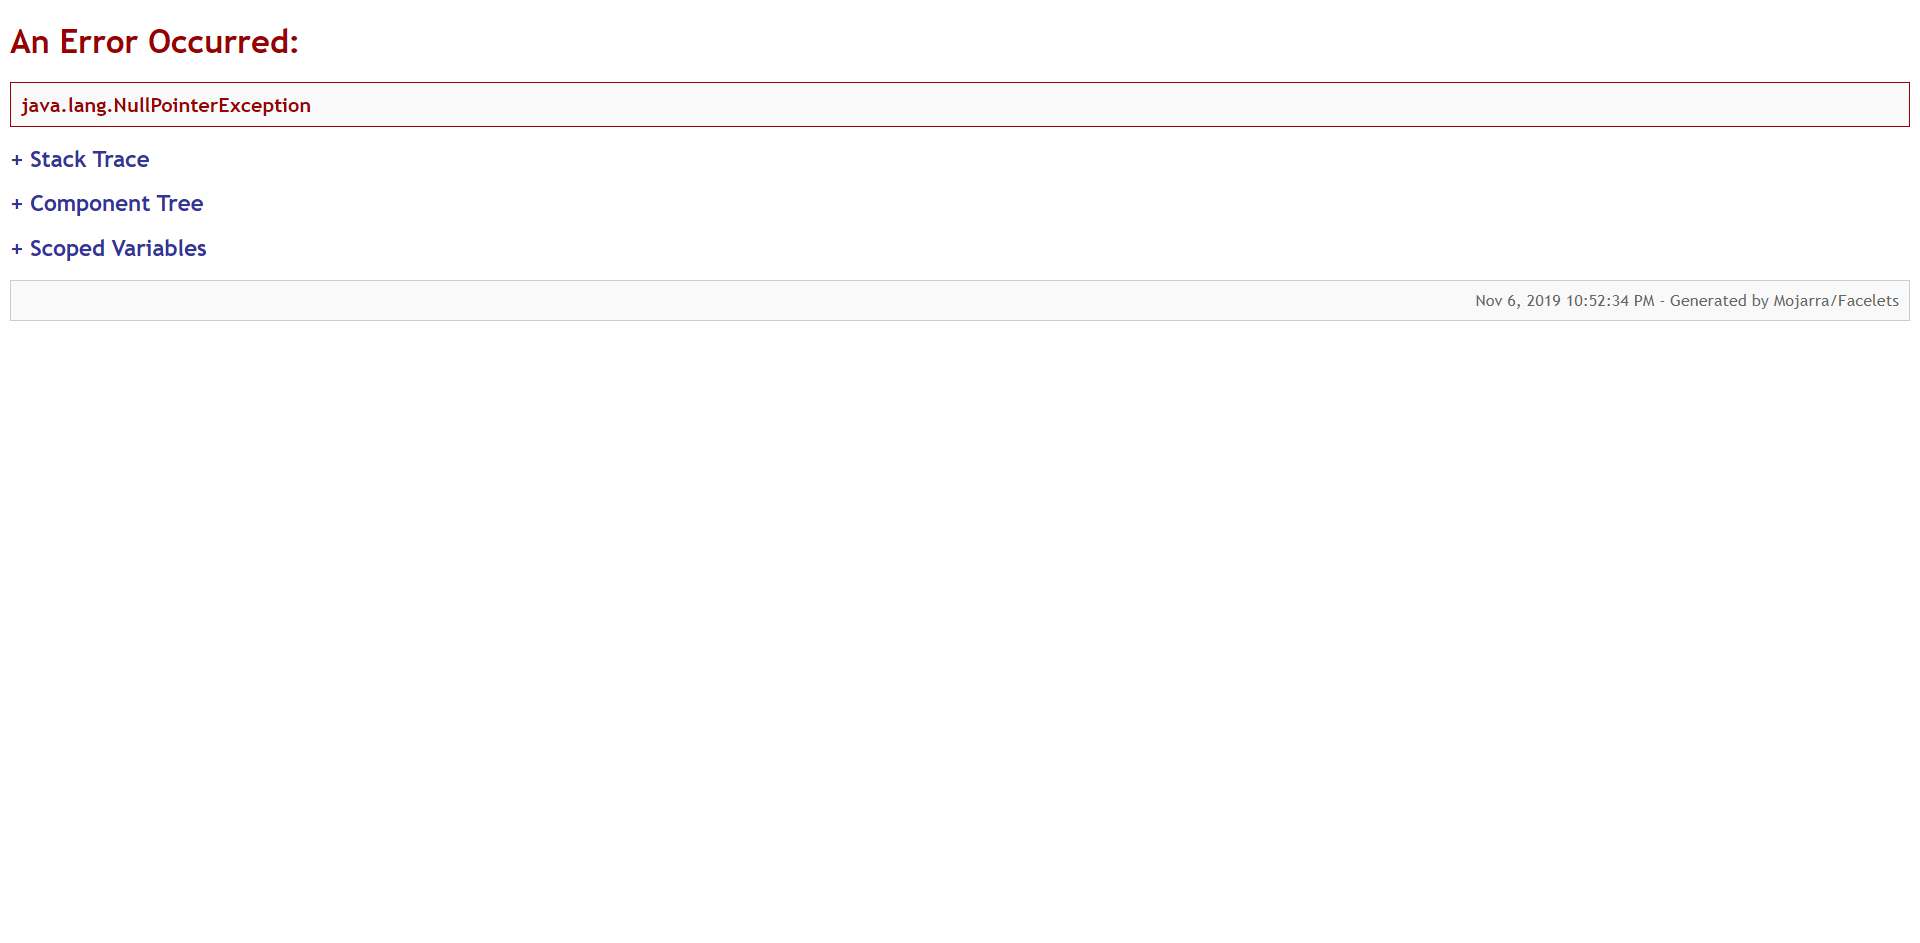 An Error Occurred:
java.lang.NullPointerException
+ Stack Trace
+ Component Tree
+ Scoped Variables
Nov 6, 2019 10:52:34 PM - Generated by Mojarra/Facelets